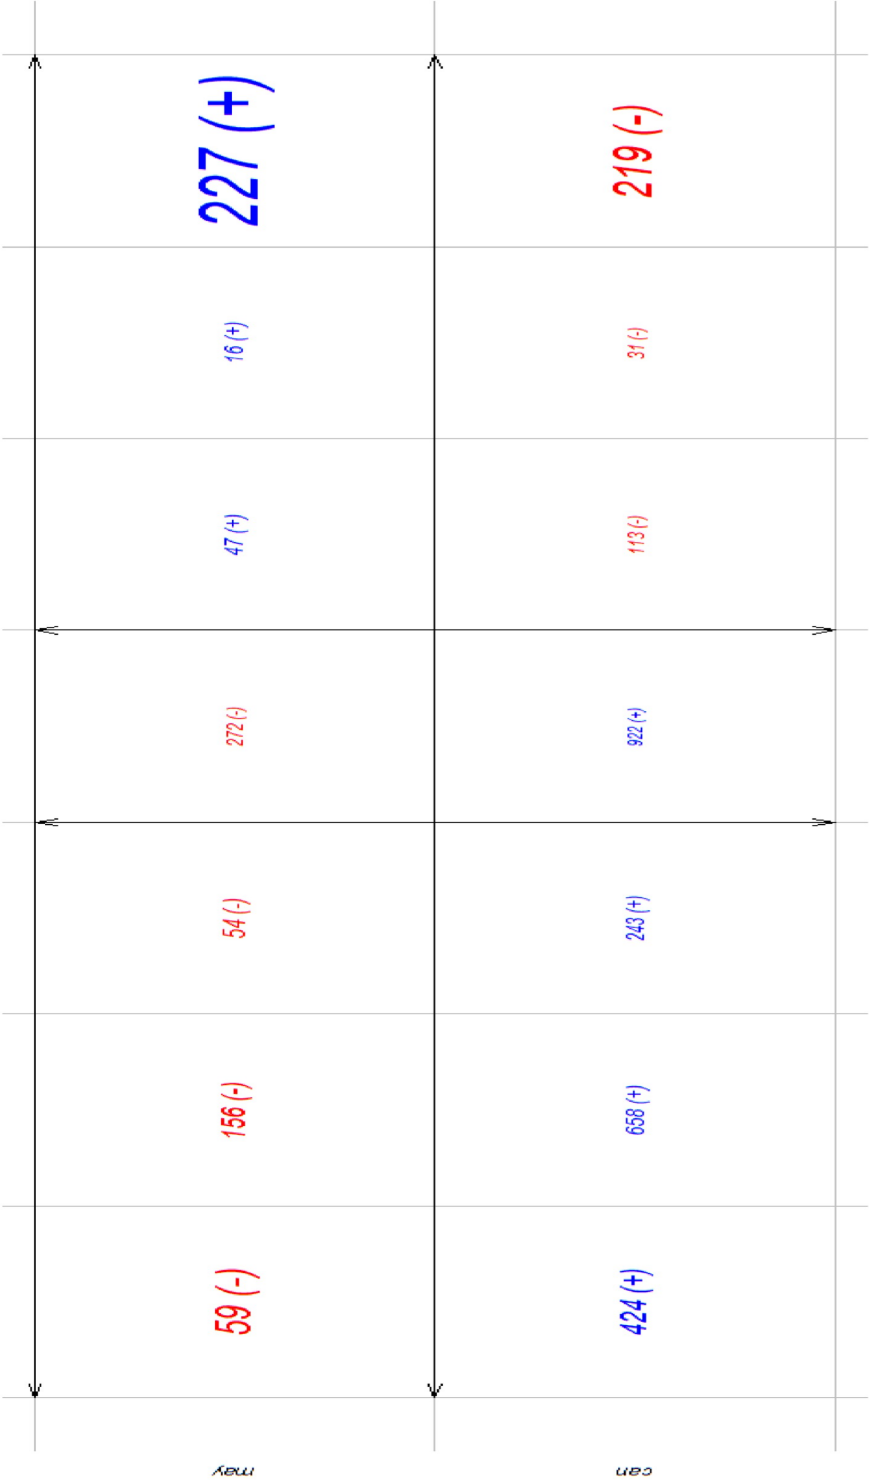 may 59 (-) 156 (-) 54 (-) 272 (-) 47 (+) 16 (+) 227 (+)
can 424 (+) 658 (+) 243 (+) 922 (+) 113 (-) 31 (-) 219 (-)